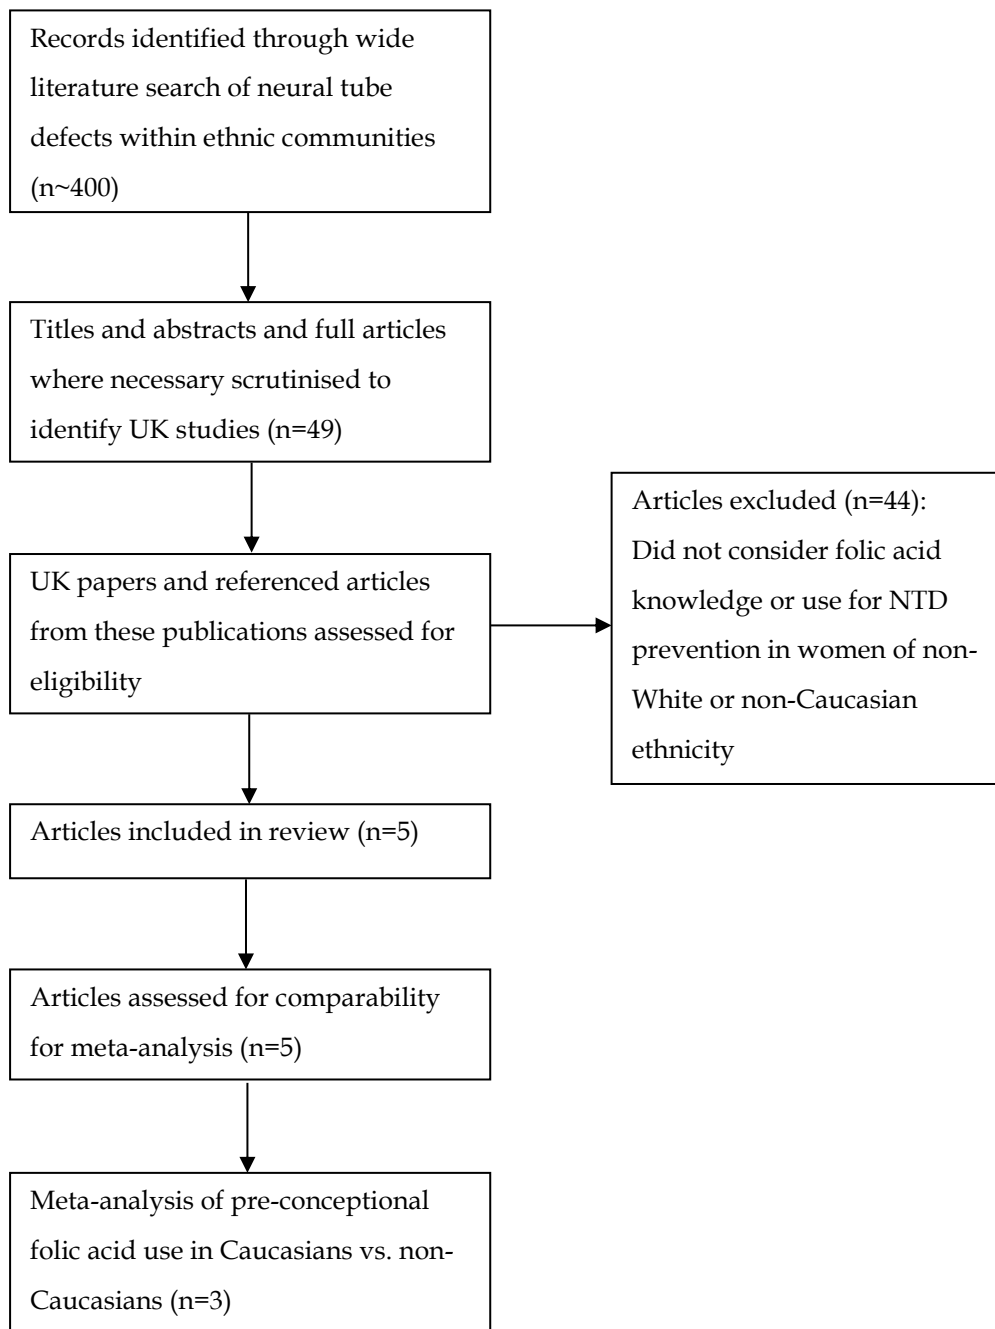 Records identified through wide
literature search of neural tube
defects within ethnic communities
(n~400)
Titles and abstracts and full articles
where necessary scrutinised to
identify UK studies (n=49)
UK papers and referenced articles
from these publications assessed for
eligibility
Articles excluded (n=44):
Did not consider folic acid
knowledge or use for NTD
prevention in women of non-
White or non-Caucasian
ethnicity
Articles included in review (n=5)
Articles assessed for comparability
for meta-analysis (n=5)
Meta-analysis of pre-conceptional
folic acid use in Caucasians vs. non-
Caucasians (n=3)